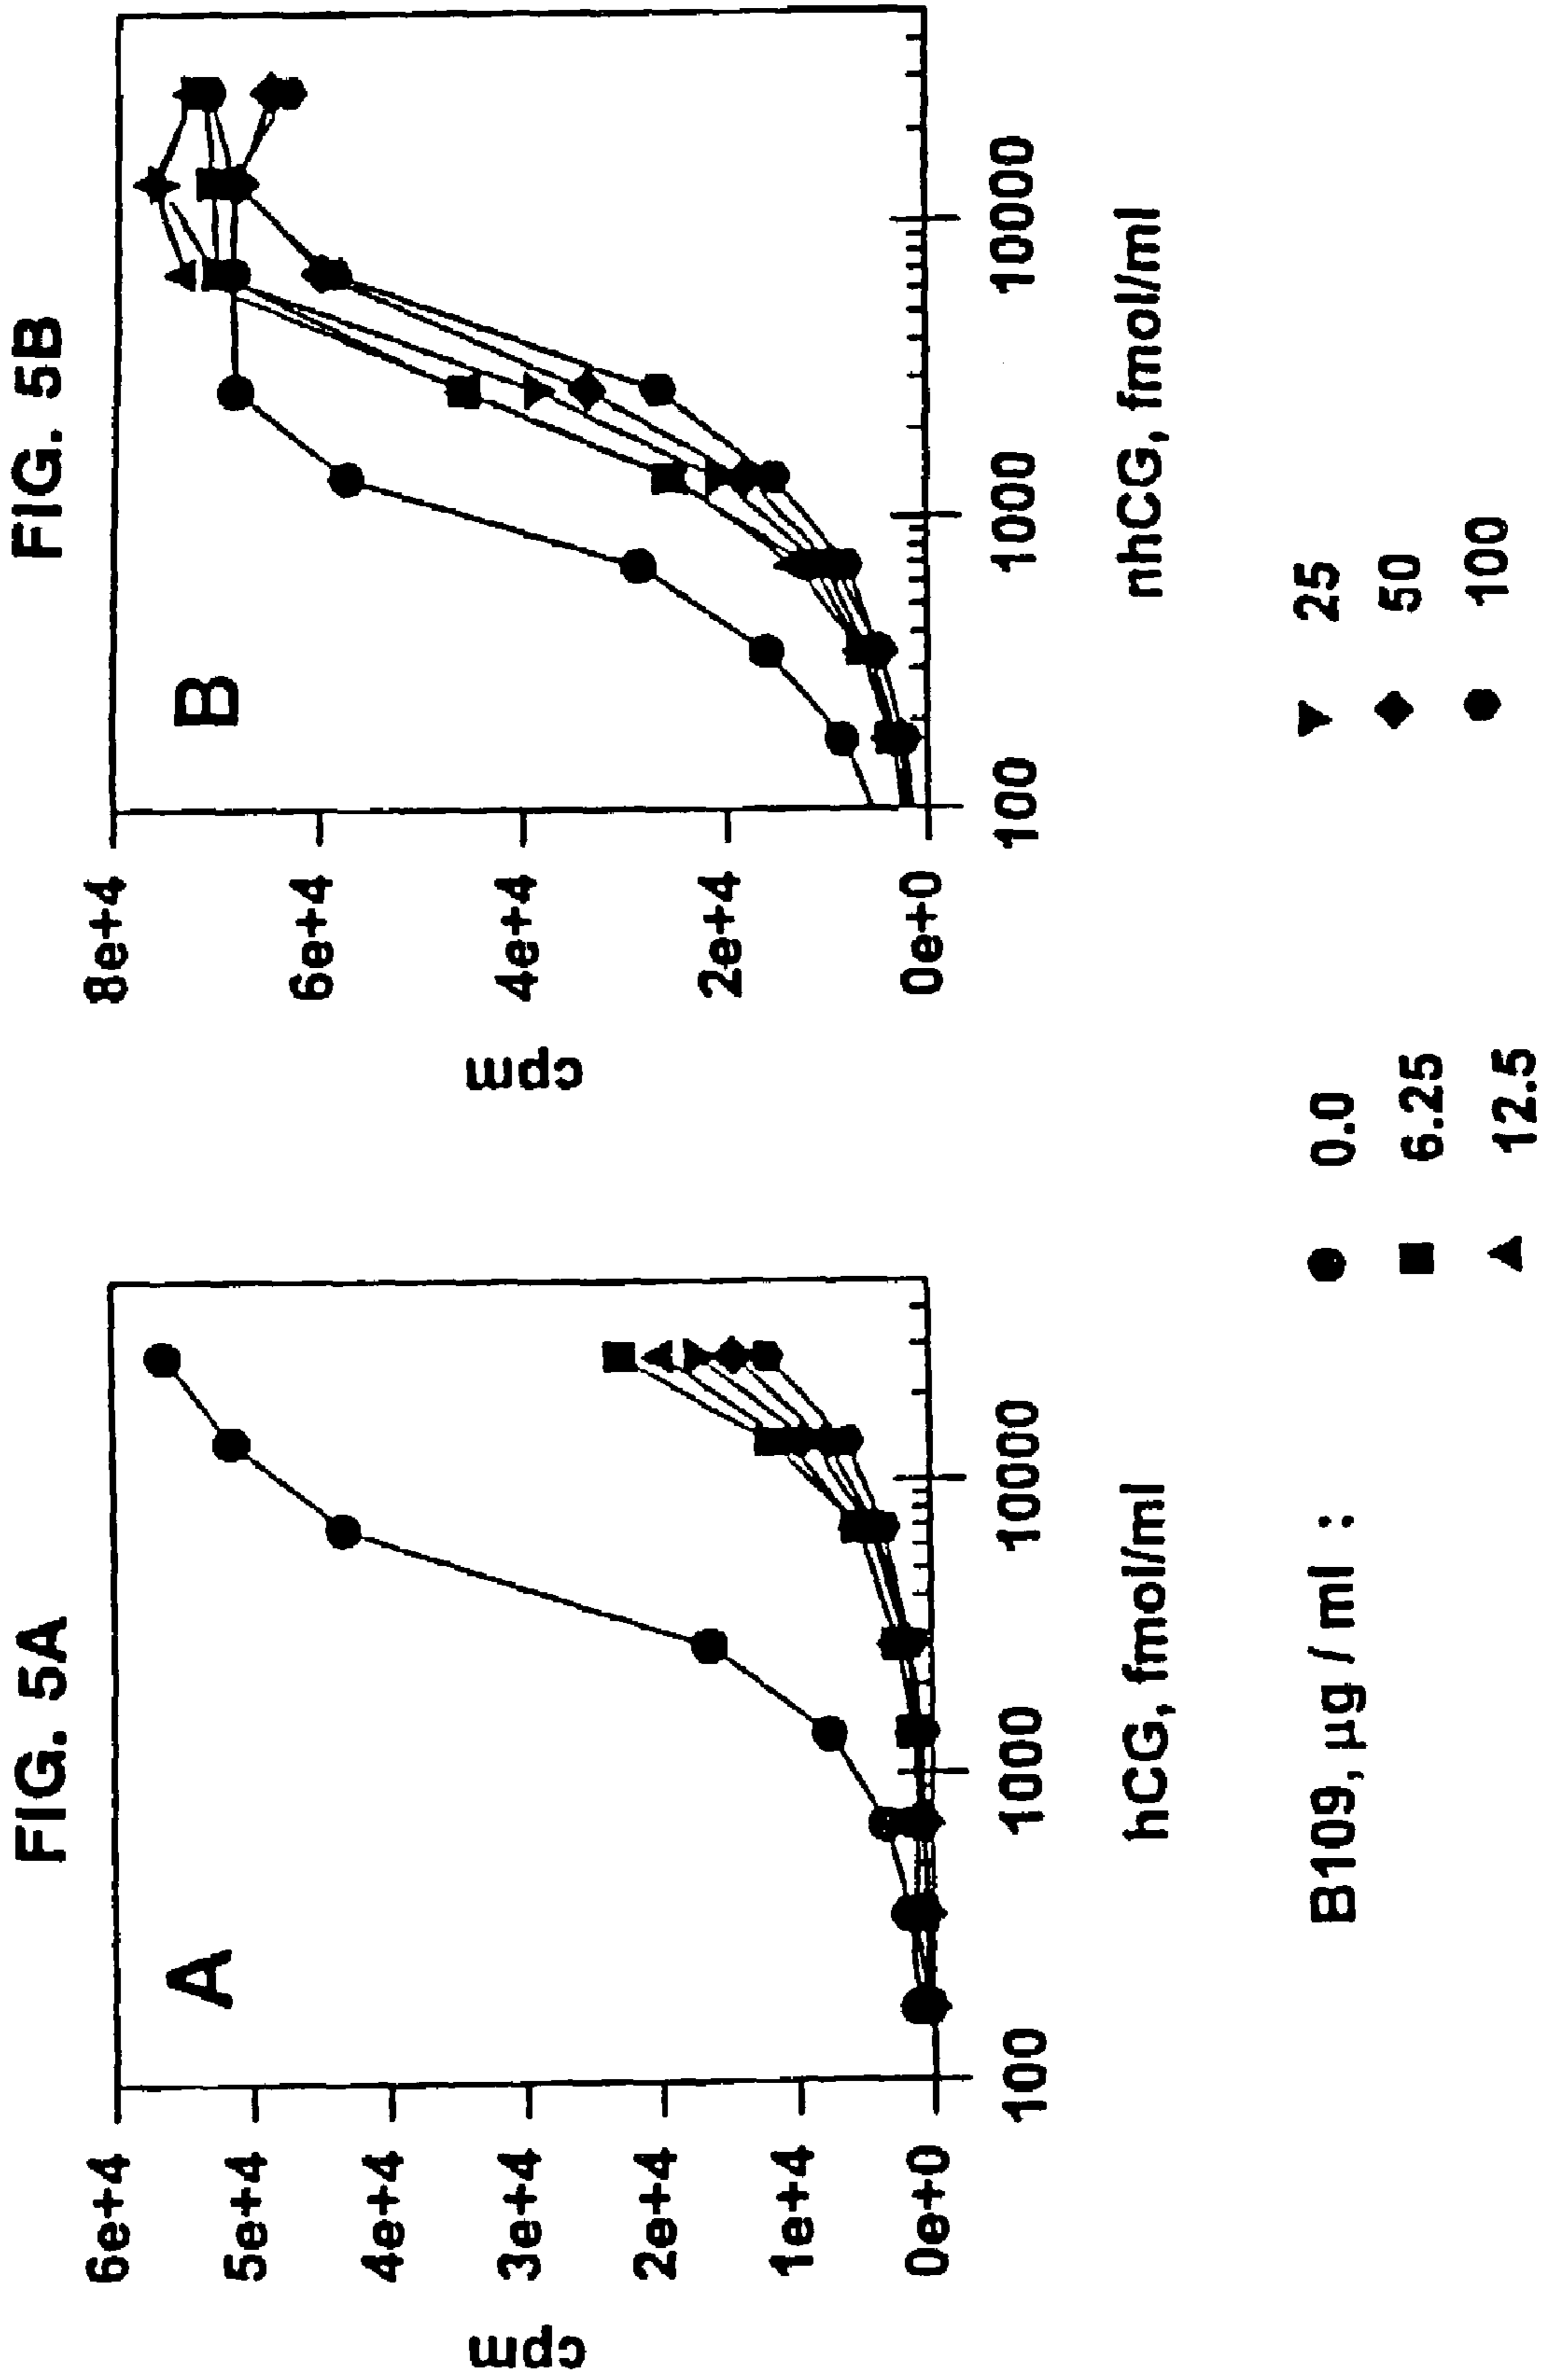 FIG. 5A
A
6e+4
5e+4
4e+4
3e+4
2e+4
1e+4
0e+0
cpm
100
1000
10000
hCG, fmol/ml
FIG. 5B
B
8e+4
6e+4
4e+4
2e+4
0e+0
cpm
100
1000
10000
nhCG, fmol/ml
B109, µg / ml :
0.0
6.25
12.5
25
50
100